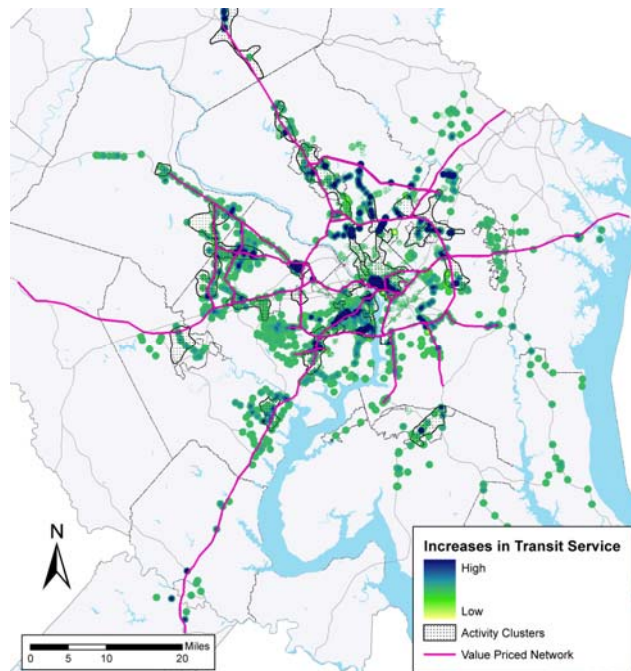 N
Miles
0 5 10 20
Increases in Transit Service
High
Low
Activity Clusters
Value Priced Network